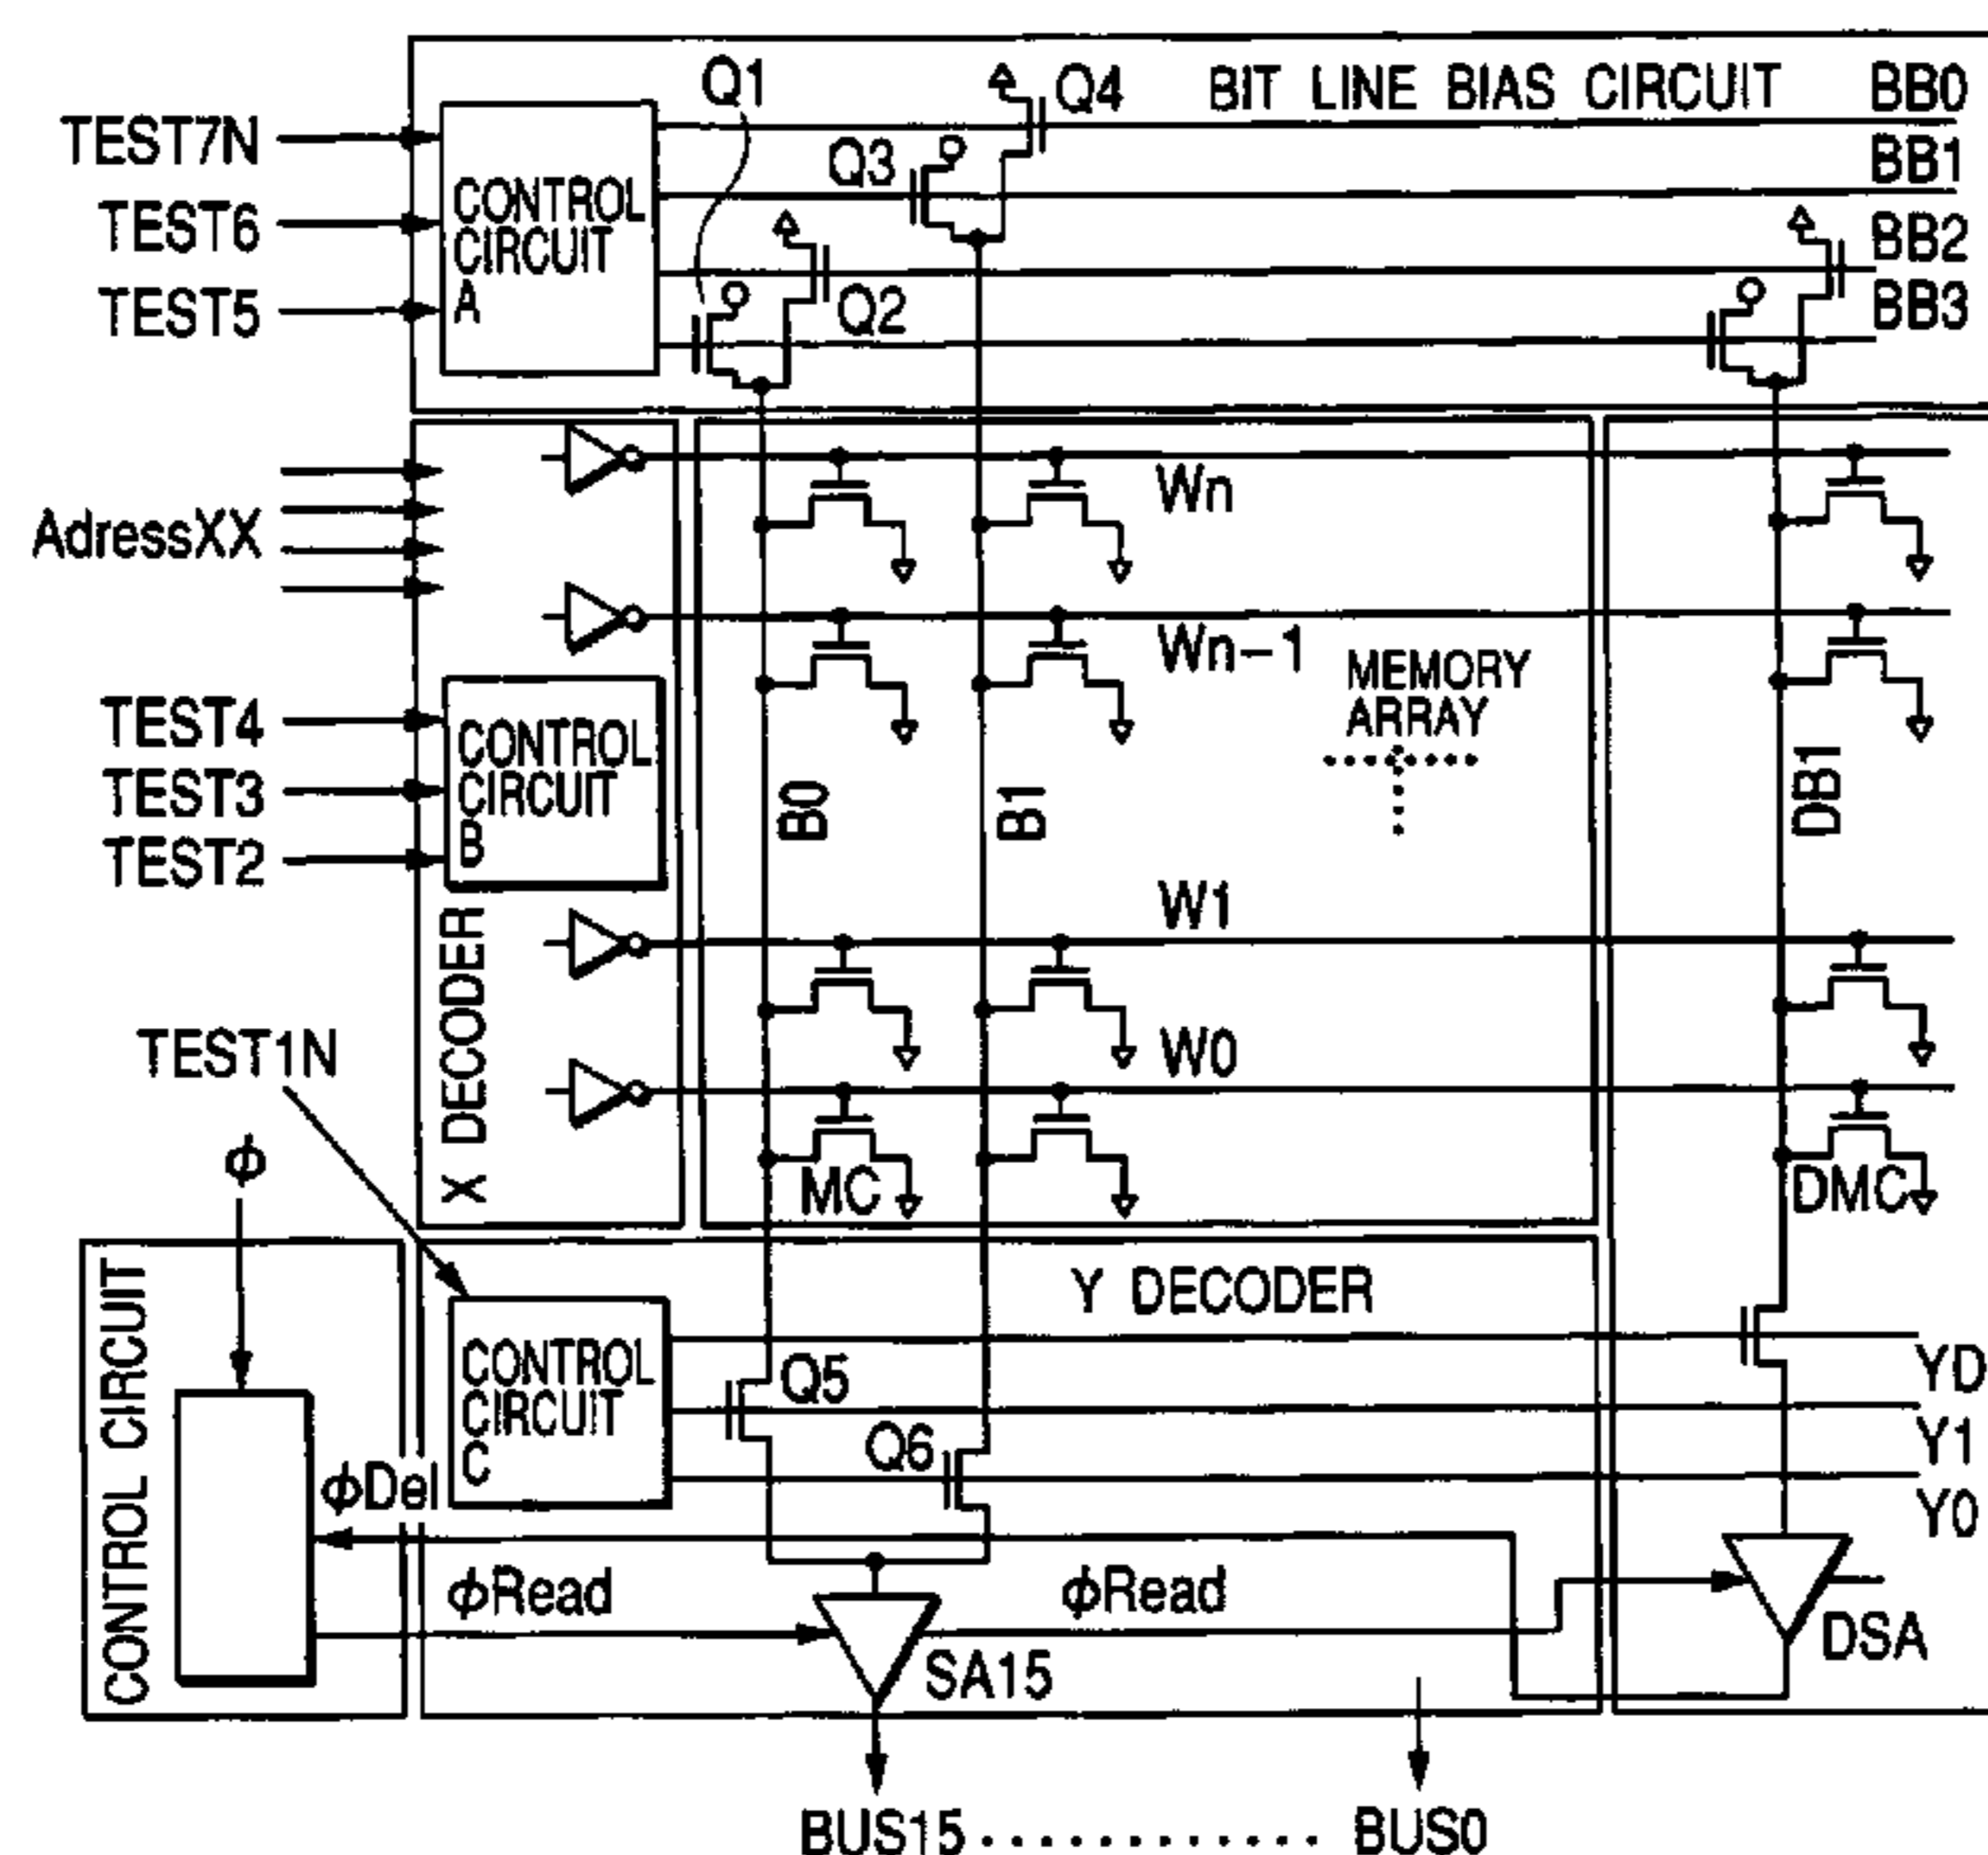 BIT LINE BIAS CIRCUIT
Q1
Q4
BB0
TEST7N
Q3
BB1
CONTROL
CIRCUIT
A
TEST6
BB2
TEST5
Q2
BB3
Wn
AdressXX
Wn-1
MEMORY
ARRAY
TEST4
CONTROL
CIRCUIT
B
TEST3
TEST2
B0
B1
DB1
X DECODER
W1
TEST1N
W0
ϕ
MC
DMC
CONTROL CIRCUIT
Y DECODER
CONTROL
CIRCUIT
C
Q5
YD
Q6
Y1
ϕDel
Y0
ϕRead
ϕRead
SA15
DSA
BUS15 ............ BUS0